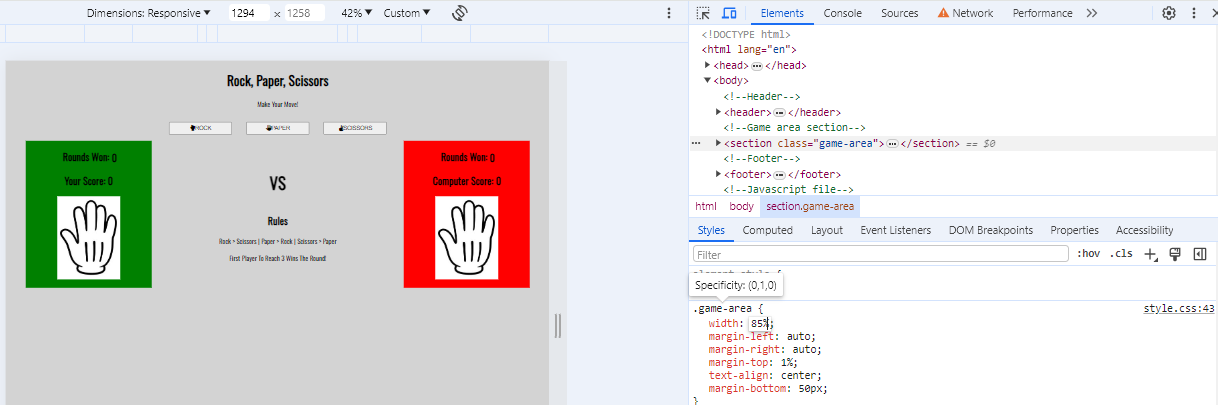 Dimensions: Responsive ▼ 1294 × 1258 42% ▼ Custom ▼
Rock, Paper, Scissors
Make Your Move!
ROCK PAPER SCISSORS
Rounds Won: 0
Your Score: 0
VS
Rules
Rock > Scissors | Paper > Rock | Scissors > Paper
First Player To Reach 3 Wins The Round!
Rounds Won: 0
Computer Score: 0
Elements Console Sources Network Performance >>
<!DOCTYPE html>
<html lang="en">
▶<head>⋯</head>
▼<body>
<!--Header-->
▶<header>⋯</header>
<!--Game area section-->
⋯ ▶<section class="game-area">⋯</section> == $0
<!--Footer-->
▶<footer>⋯</footer>
<!--Javascript file-->
html body section.game-area
Styles Computed Layout Event Listeners DOM Breakpoints Properties Accessibility
Filter :hov .cls
element.style {
Specificity: (0,1,0)
.game-area { style.css:43
width: 85%;
margin-left: auto;
margin-right: auto;
margin-top: 1%;
text-align: center;
margin-bottom: 50px;
}